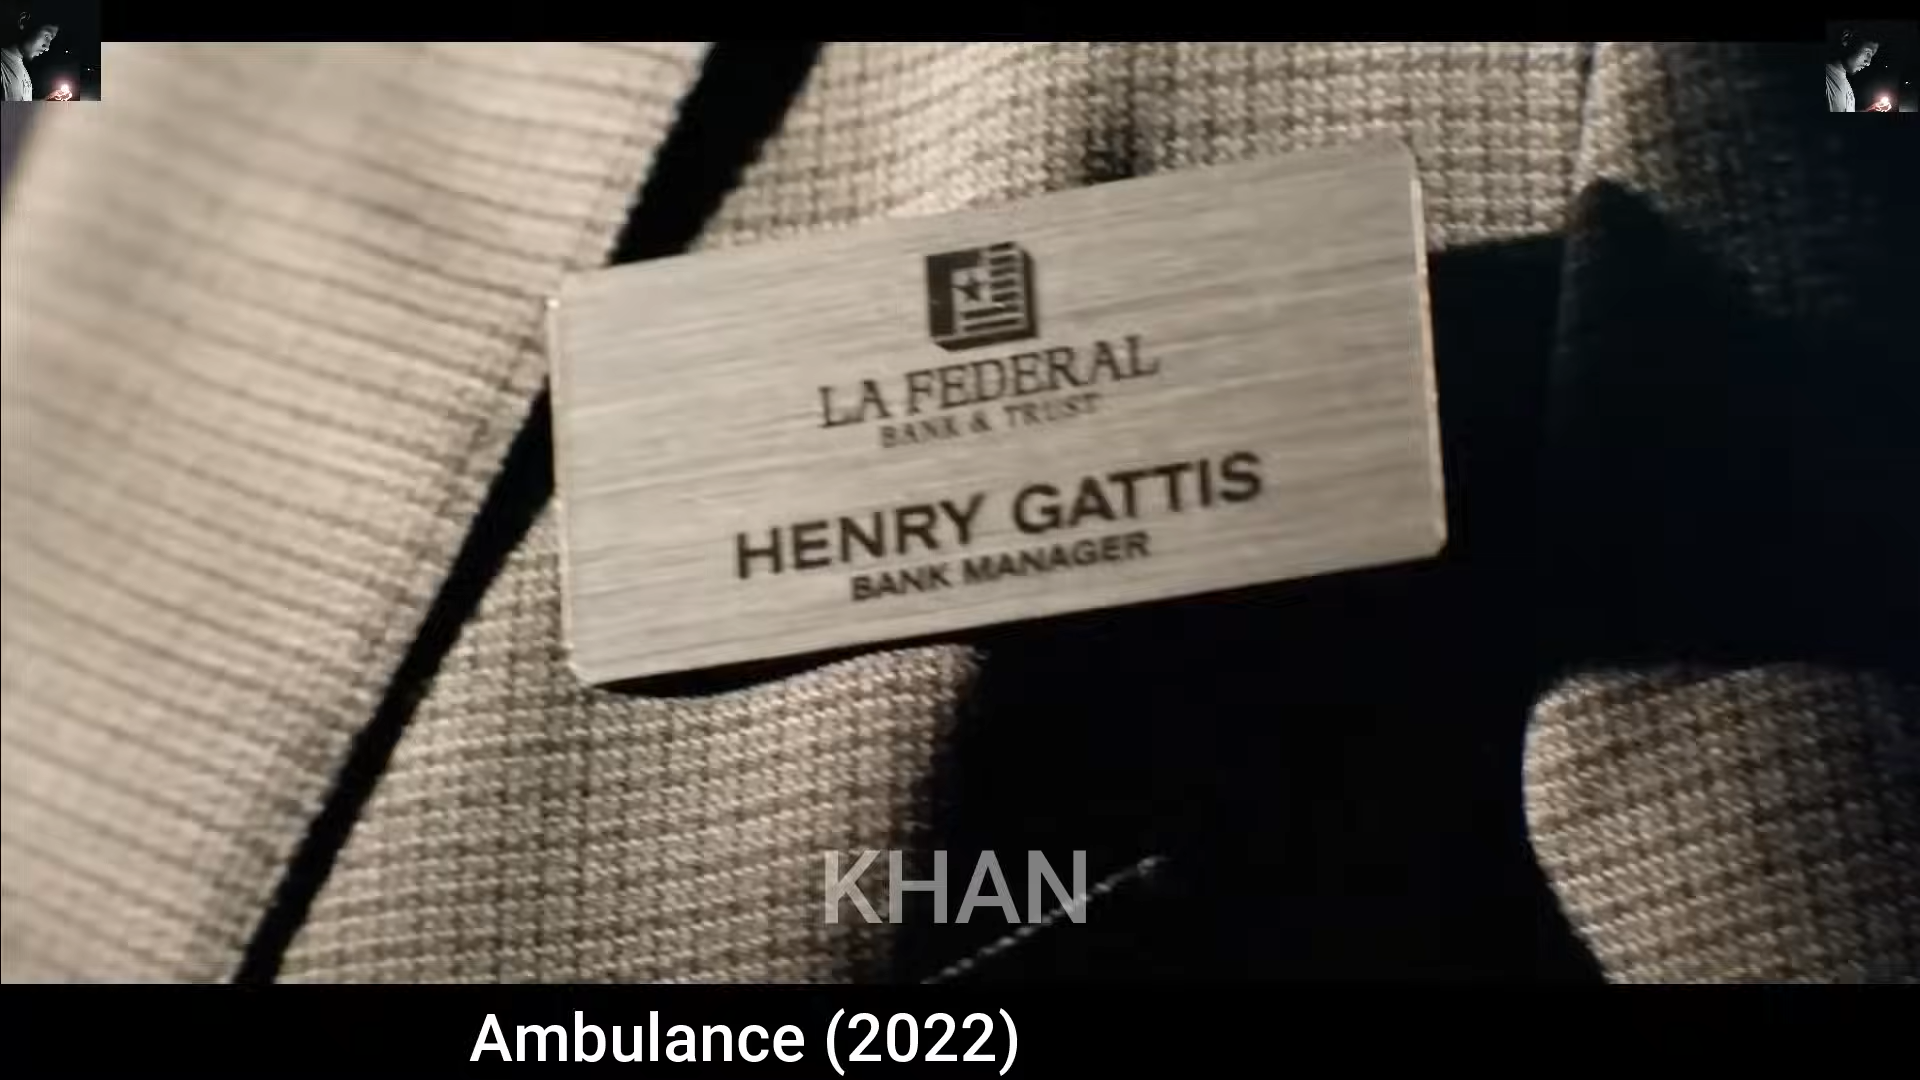 LA FEDERAL
BANK & TRUST
HENRY GATTIS
BANK MANAGER
KHAN
Ambulance (2022)